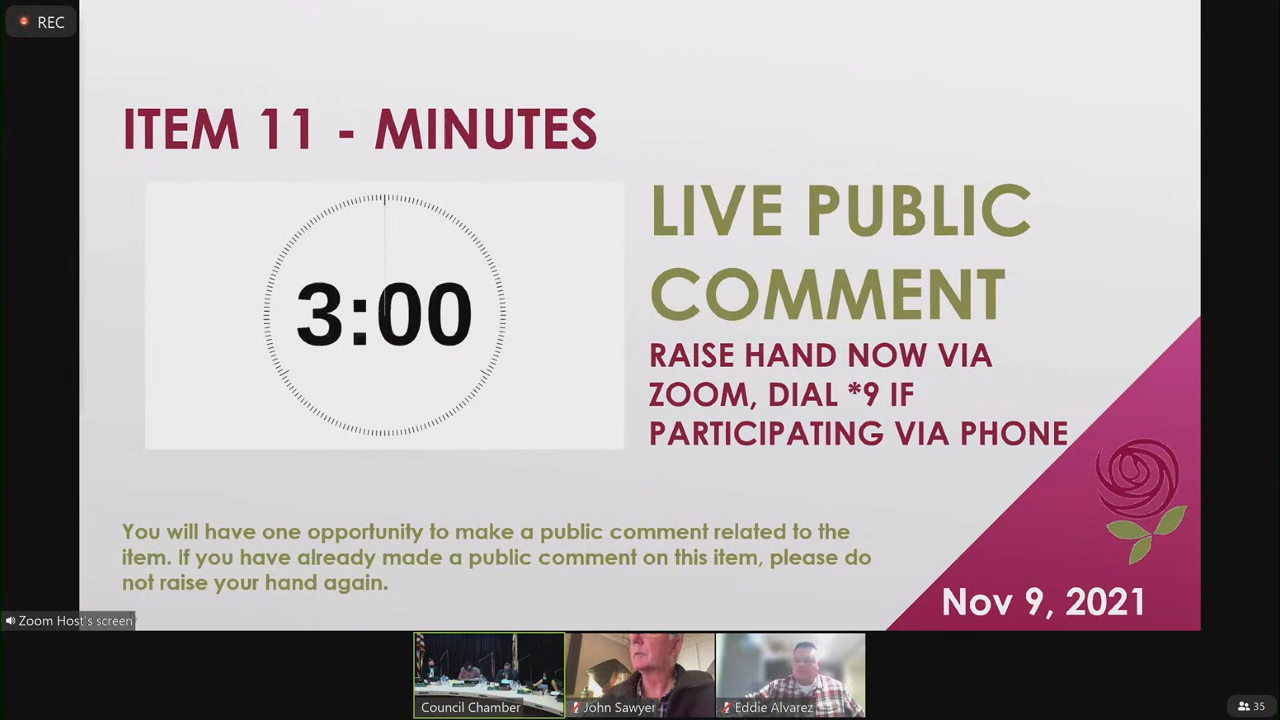 REC
ITEM 11 - MINUTES
3:00
LIVE PUBLIC
COMMENT
RAISE HAND NOW VIA
ZOOM, DIAL *9 IF
PARTICIPATING VIA PHONE
You will have one opportunity to make a public comment related to the
item. If you have already made a public comment on this item, please do
not raise your hand again.
Nov 9, 2021
Zoom Host's screen
Council Chamber
John Sawyer
Eddie Alvarez
35